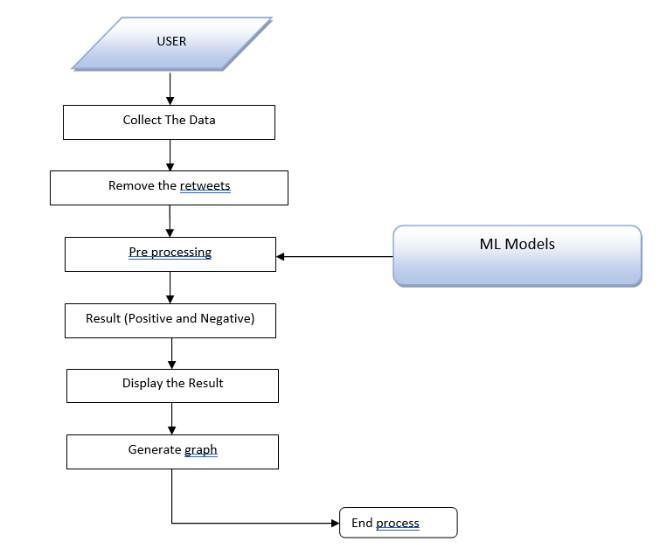 USER
Collect The Data
Remove the retweets
Pre processing
ML Models
Result (Positive and Negative)
Display the Result
Generate graph
End process